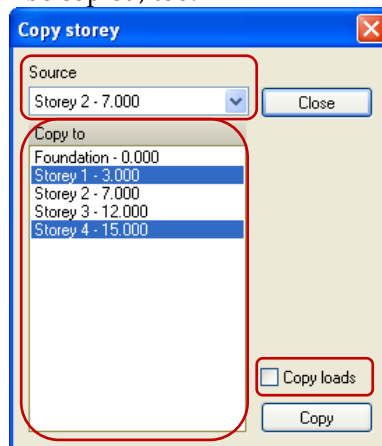 Copy storey
Source
Storey 2 - 7.000
Close
Copy to
Foundation - 0.000
Storey 1 - 3.000
Storey 2 - 7.000
Storey 3 - 12.000
Storey 4 - 15.000
Copy loads
Copy